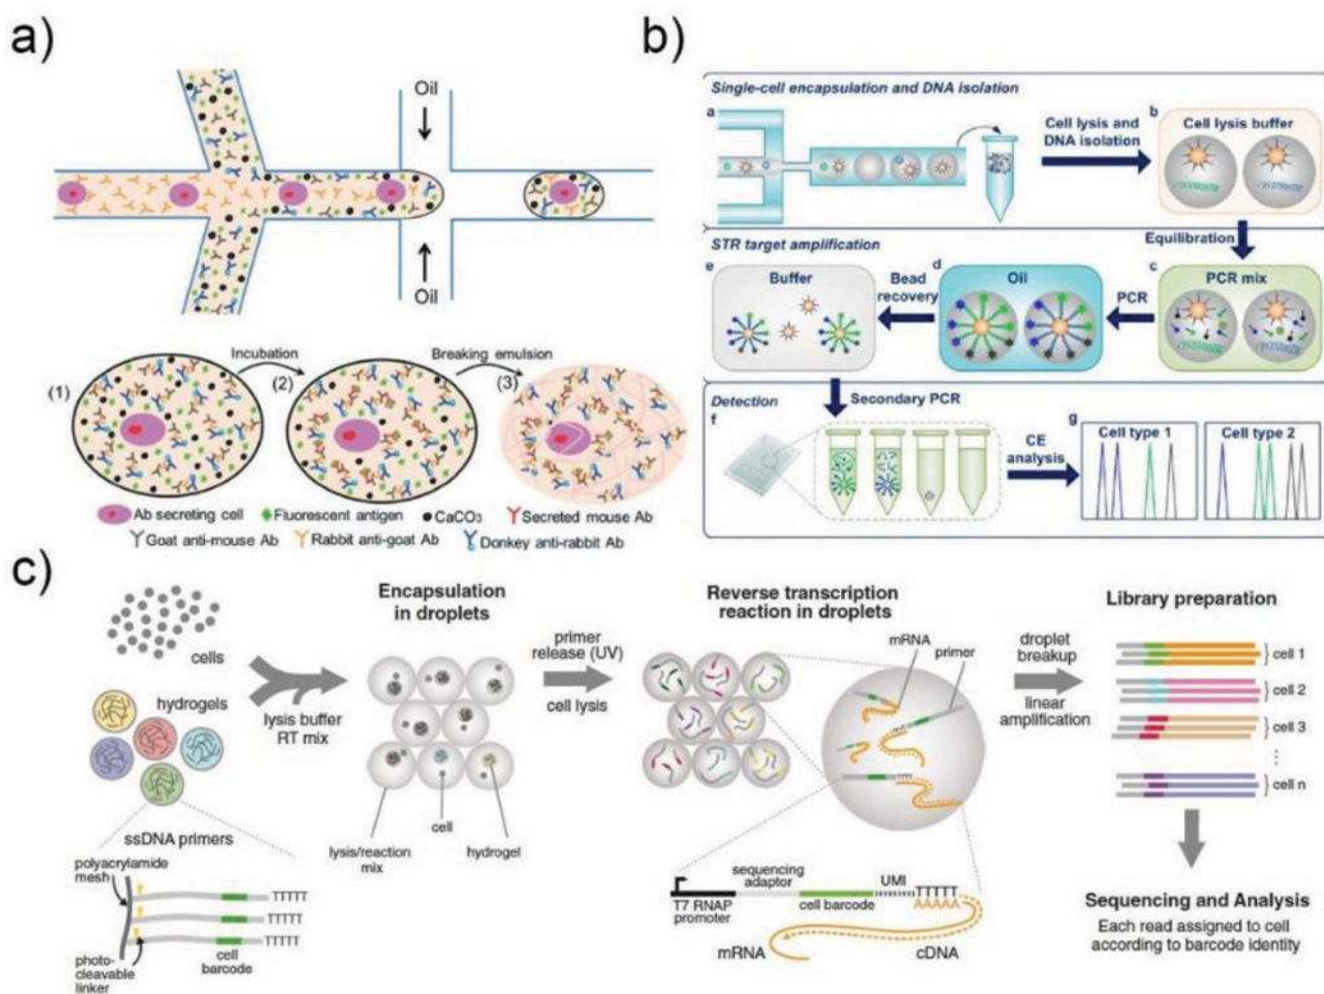 a)
Oil
Oil
(1)
Incubation
(2)
Breaking emulsion
(3)
Ab secreting cell
Fluorescent antigen
CaCO₃
Secreted mouse Ab
Goat anti-mouse Ab
Rabbit anti-goat Ab
Donkey anti-rabbit Ab
b)
Single-cell encapsulation and DNA isolation
a
Cell lysis and
DNA isolation
b
Cell lysis buffer
Equilibration
STR target amplification
e
Buffer
Bead
recovery
d
Oil
PCR
c
PCR mix
Detection
Secondary PCR
f
CE
analysis
g
Cell type 1
Cell type 2
c)
cells
hydrogels
lysis buffer
RT mix
ssDNA primers
polyacrylamide
mesh
TTTTT
TTTTT
TTTTT
photo-
cleavable
linker
cell
barcode
Encapsulation
in droplets
lysis/reaction
mix
cell
hydrogel
primer
release (UV)
cell lysis
Reverse transcription
reaction in droplets
mRNA
primer
T7 RNAP
promoter
sequencing
adaptor
cell barcode
UMI
TTTTT
AAAAA
mRNA
cDNA
droplet
breakup
linear
amplification
Library preparation
cell 1
cell 2
cell 3
⋮
cell n
Sequencing and Analysis
Each read assigned to cell
according to barcode identity